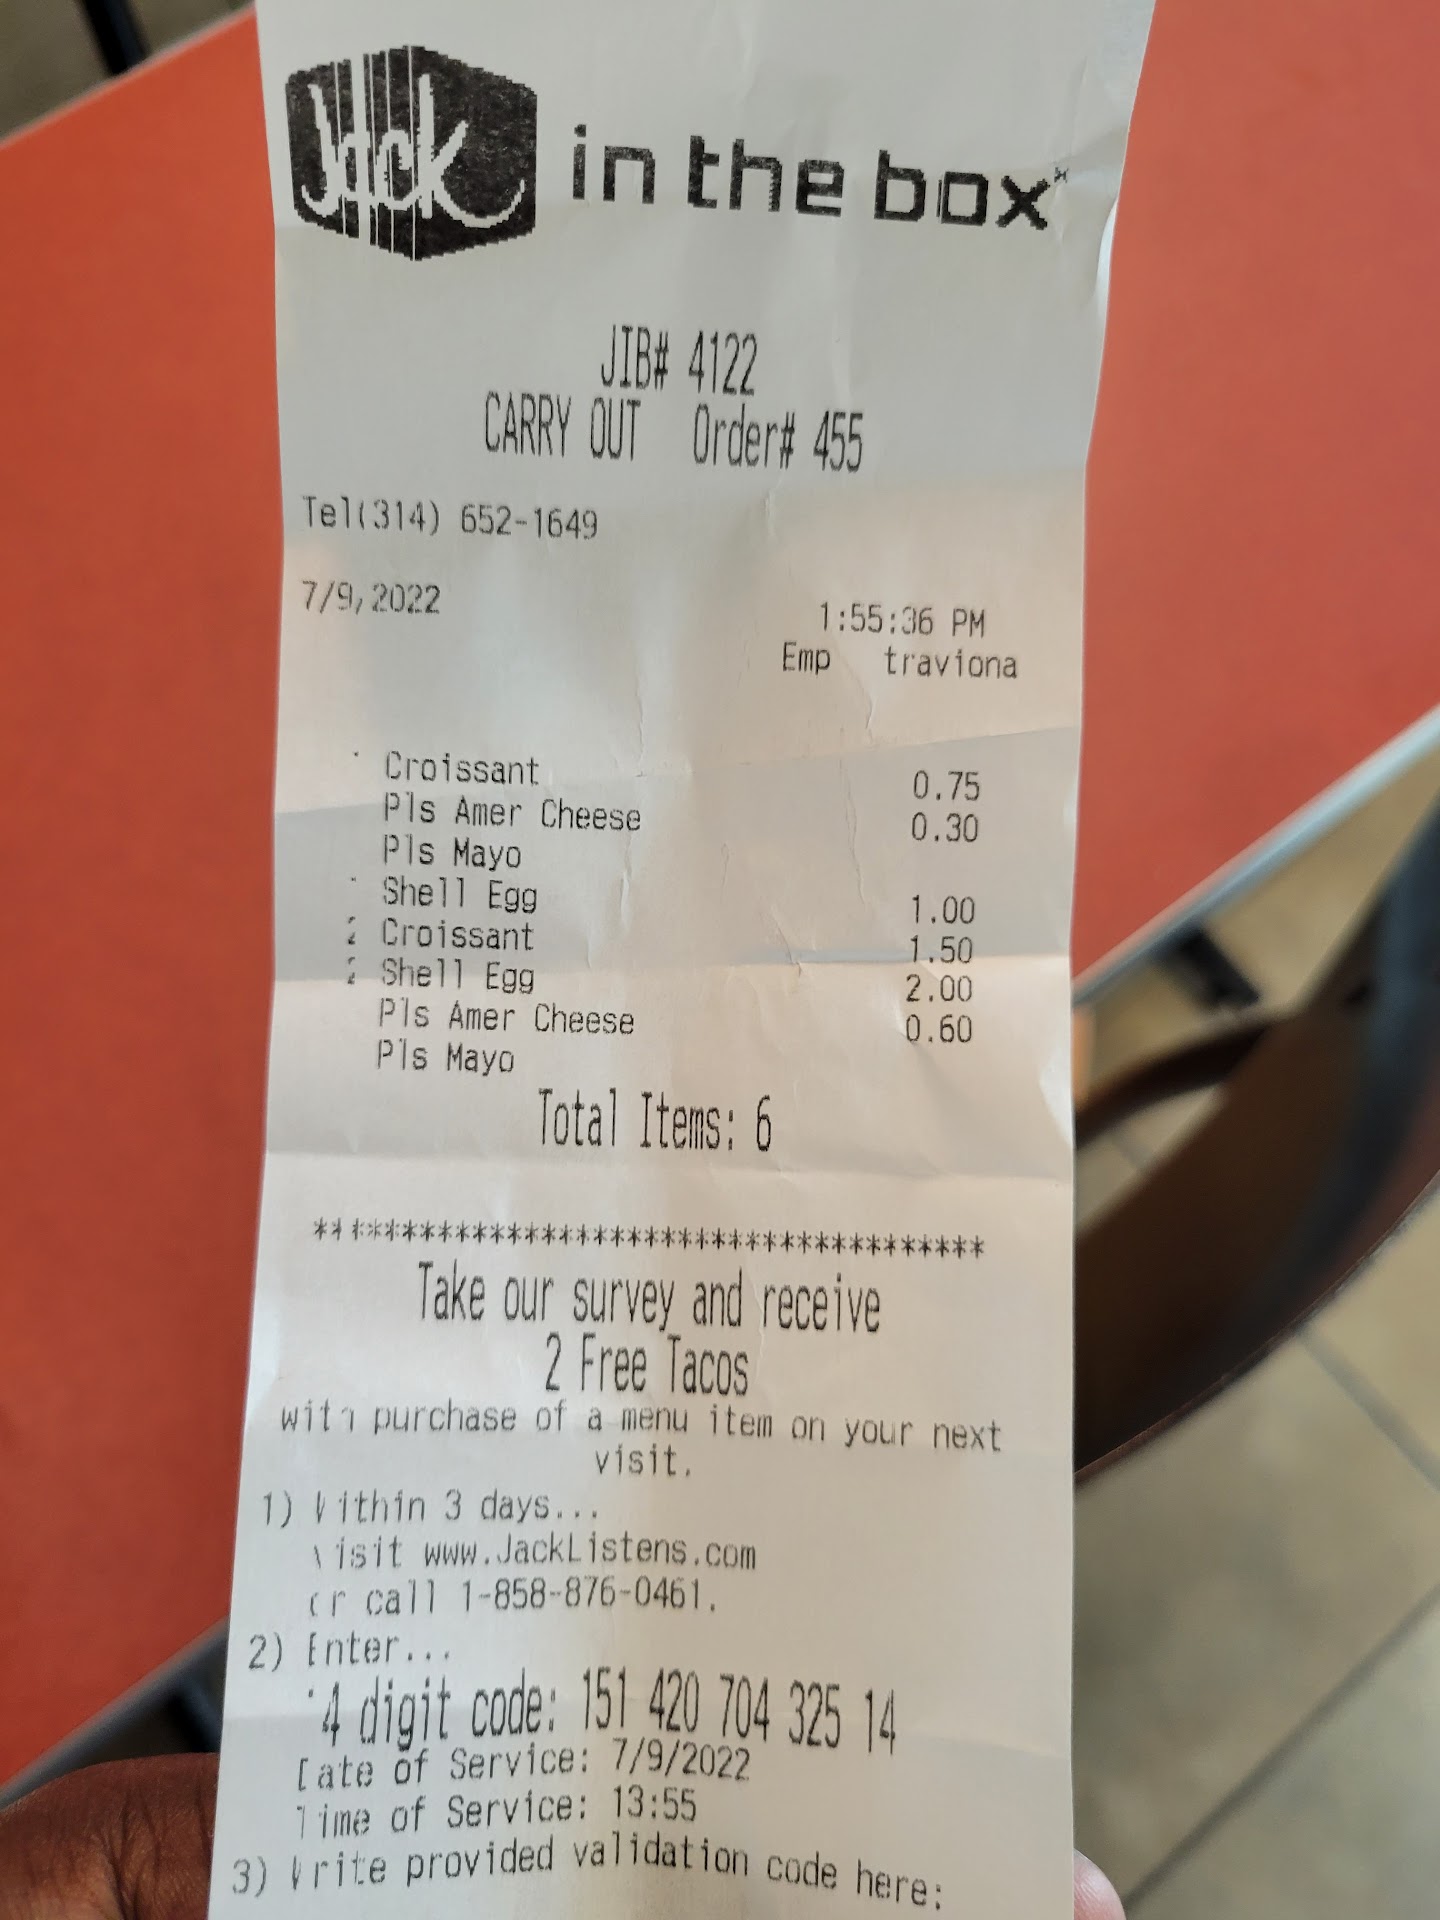 Jack in the box
JIB# 4122
CARRY OUT Order# 455
Tel(314) 652-1649
7/9/2022 1:55:36 PM
Emp traviona
Croissant 0.75
Pls Amer Cheese 0.30
Pls Mayo
Shell Egg 1.00
2 Croissant 1.50
2 Shell Egg 2.00
Pls Amer Cheese 0.60
Pls Mayo
Total Items: 6
***************************************
Take our survey and receive
2 Free Tacos
with purchase of a menu item on your next
visit.
1) Within 3 days...
visit www.JackListens.com
or call 1-858-876-0461.
2) Enter...
14 digit code: 151 420 704 325 14
Date of Service: 7/9/2022
Time of Service: 13:55
3) Write provided validation code here: